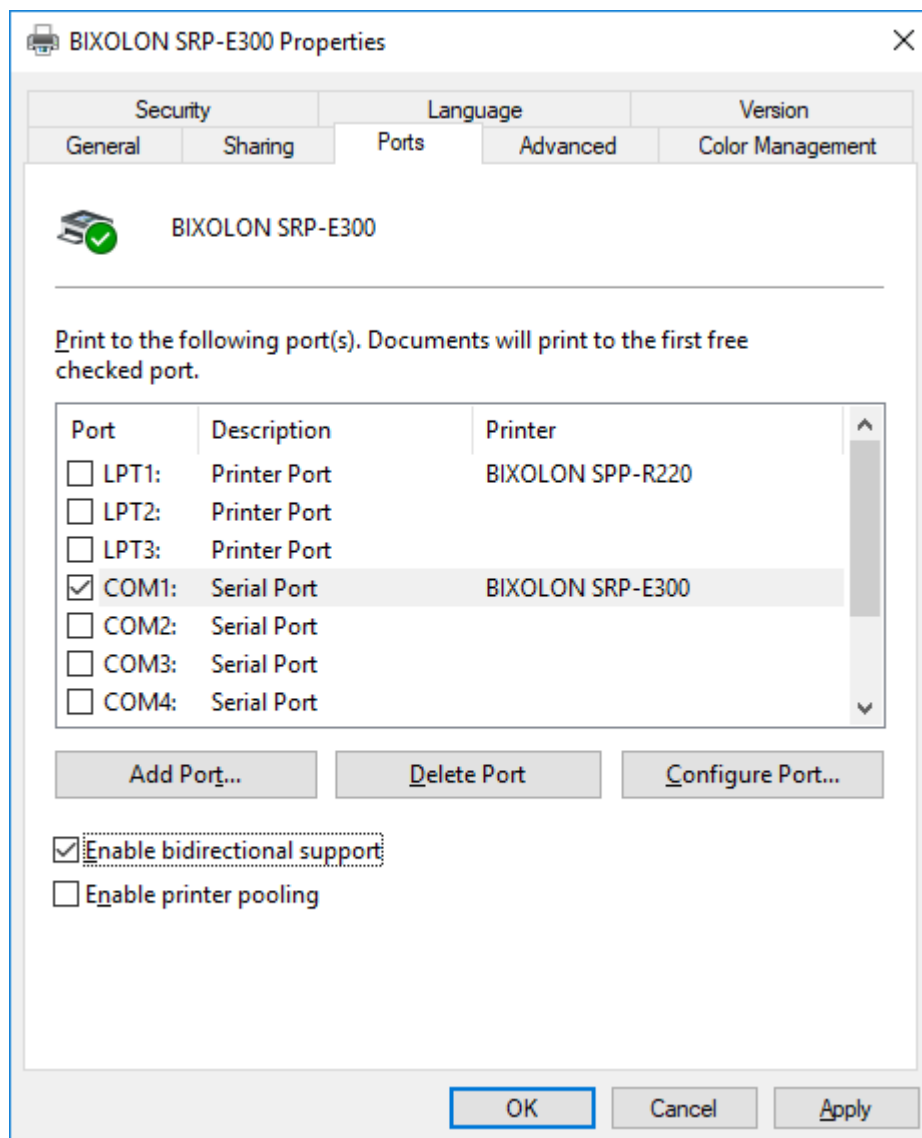 BIXOLON SRP-E300 Properties
Security Language Version
General Sharing Ports Advanced Color Management
BIXOLON SRP-E300
Print to the following port(s). Documents will print to the first free
checked port.
Port Description Printer
LPT1: Printer Port BIXOLON SPP-R220
LPT2: Printer Port
LPT3: Printer Port
COM1: Serial Port BIXOLON SRP-E300
COM2: Serial Port
COM3: Serial Port
COM4: Serial Port
Add Port... Delete Port Configure Port...
Enable bidirectional support
Enable printer pooling
OK Cancel Apply